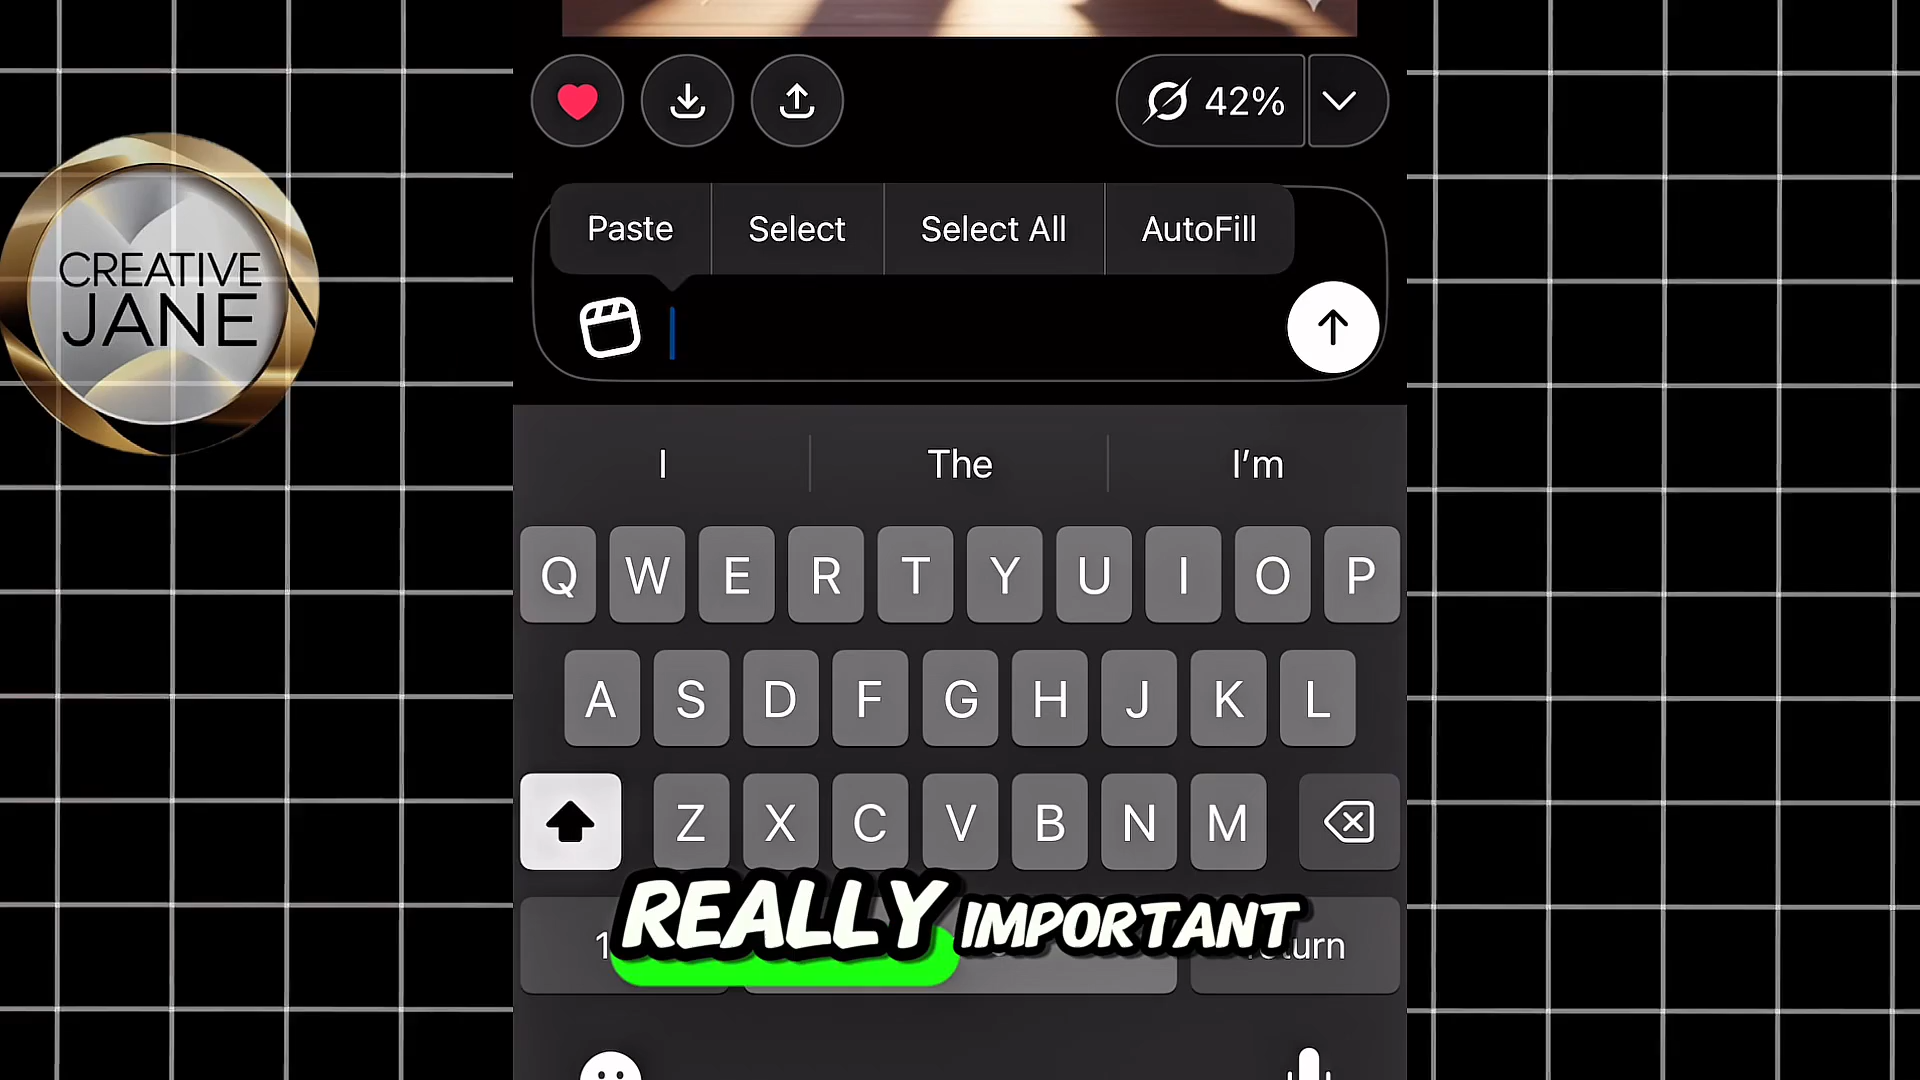 42%
Paste Select Select All AutoFill
CREATIVE
JANE
I The I'm
Q W E R T Y U I O P
A S D F G H J K L
Z X C V B N M
REALLY IMPORTANT